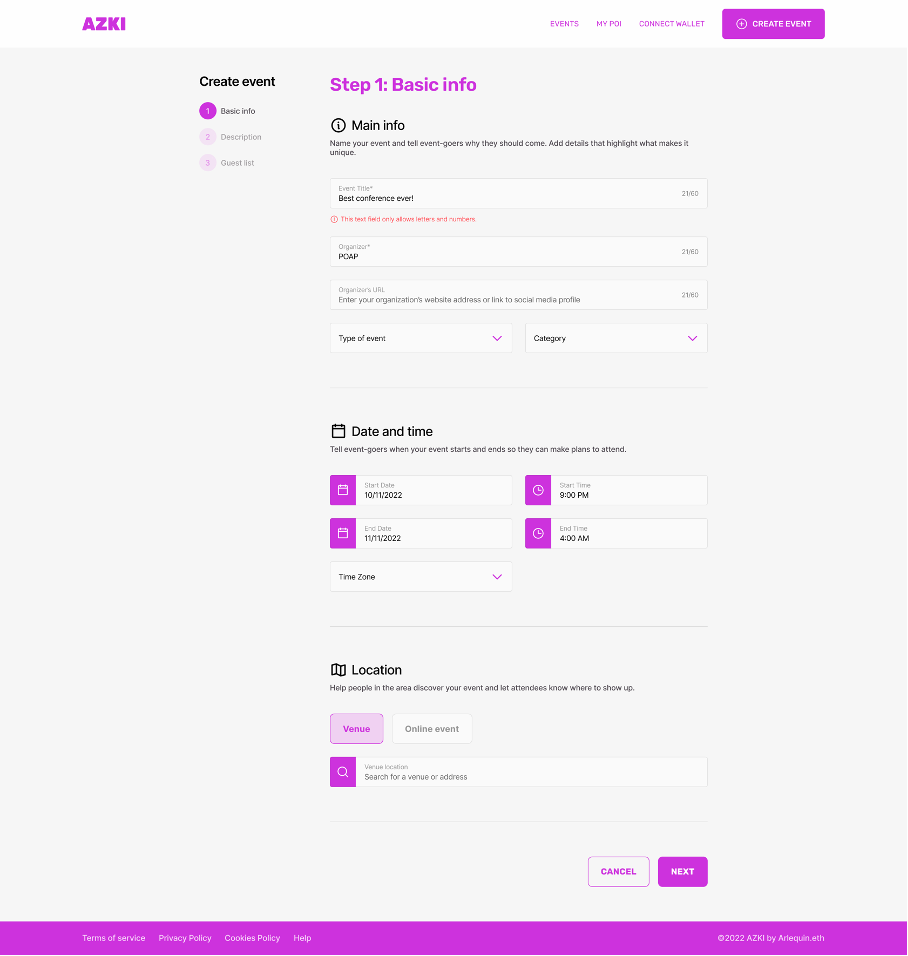 AZKI
EVENTS
MY POI
CONNECT WALLET
CREATE EVENT
Create event
1 Basic info
2 Description
3 Guest list
Step 1: Basic info
Main info
Name your event and tell event-goers why they should come. Add details that highlight what makes it
unique.
Event Title*
Best conference ever!
21/60
This text field only allows letters and numbers
Organizer*
POAP
21/60
Organizer's URL
Enter your organization's website address or link to social media profile
21/60
Type of event
Category
Date and time
Tell event-goers when your event starts and ends so they can make plans to attend.
Start Date
10/11/2022
Start Time
9:00 PM
End Date
11/11/2022
End Time
4:00 AM
Time Zone
Location
Help people in the area discover your event and let attendees know where to show up.
Venue
Online event
Venue location
Search for a venue or address
CANCEL
NEXT
Terms of service
Privacy Policy
Cookies Policy
Help
©2022 AZKI by Arlequin.eth